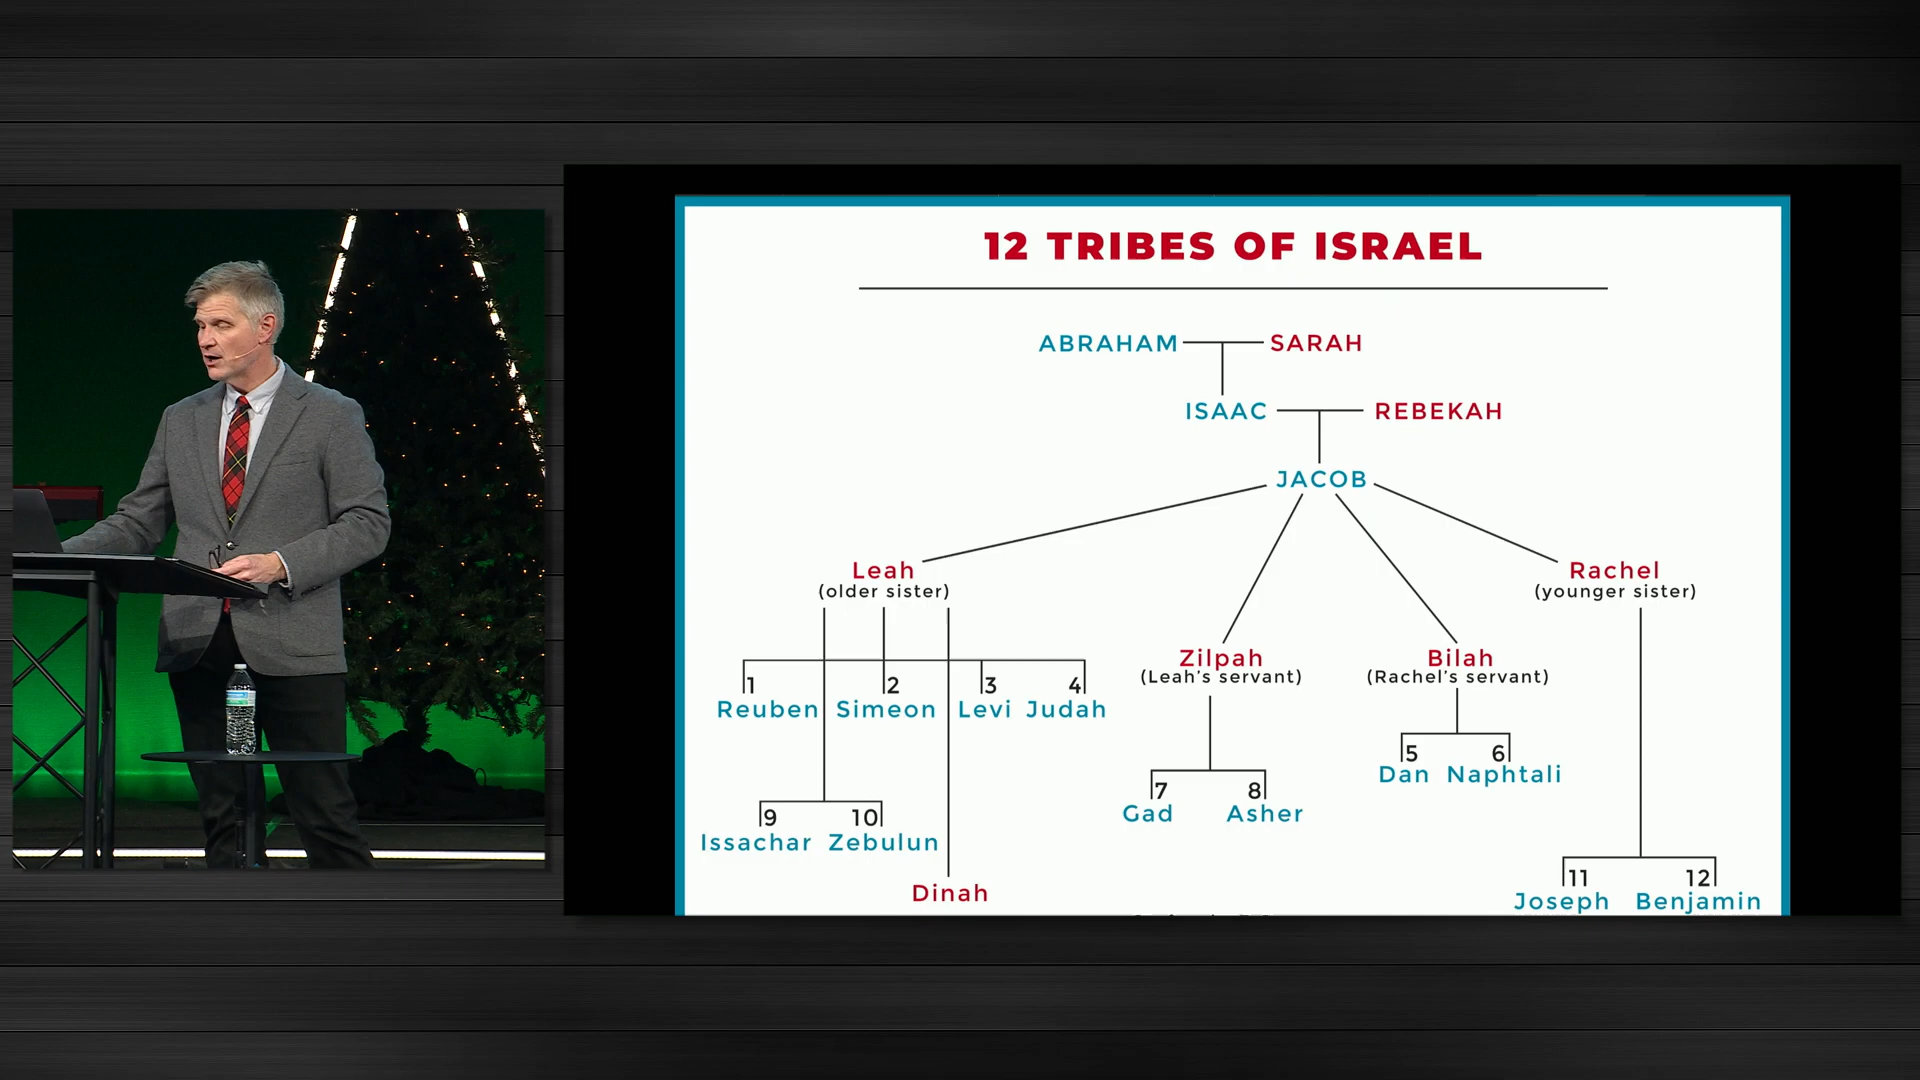 12 TRIBES OF ISRAEL
ABRAHAM SARAH
ISAAC REBEKAH
JACOB
Leah
(older sister)
Rachel
(younger sister)
Zilpah
(Leah's servant)
Bilah
(Rachel's servant)
1 2 3 4
Reuben Simeon Levi Judah
5 6
Dan Naphtali
7 8
Gad Asher
9 10
Issachar Zebulun
Dinah
11 12
Joseph Benjamin